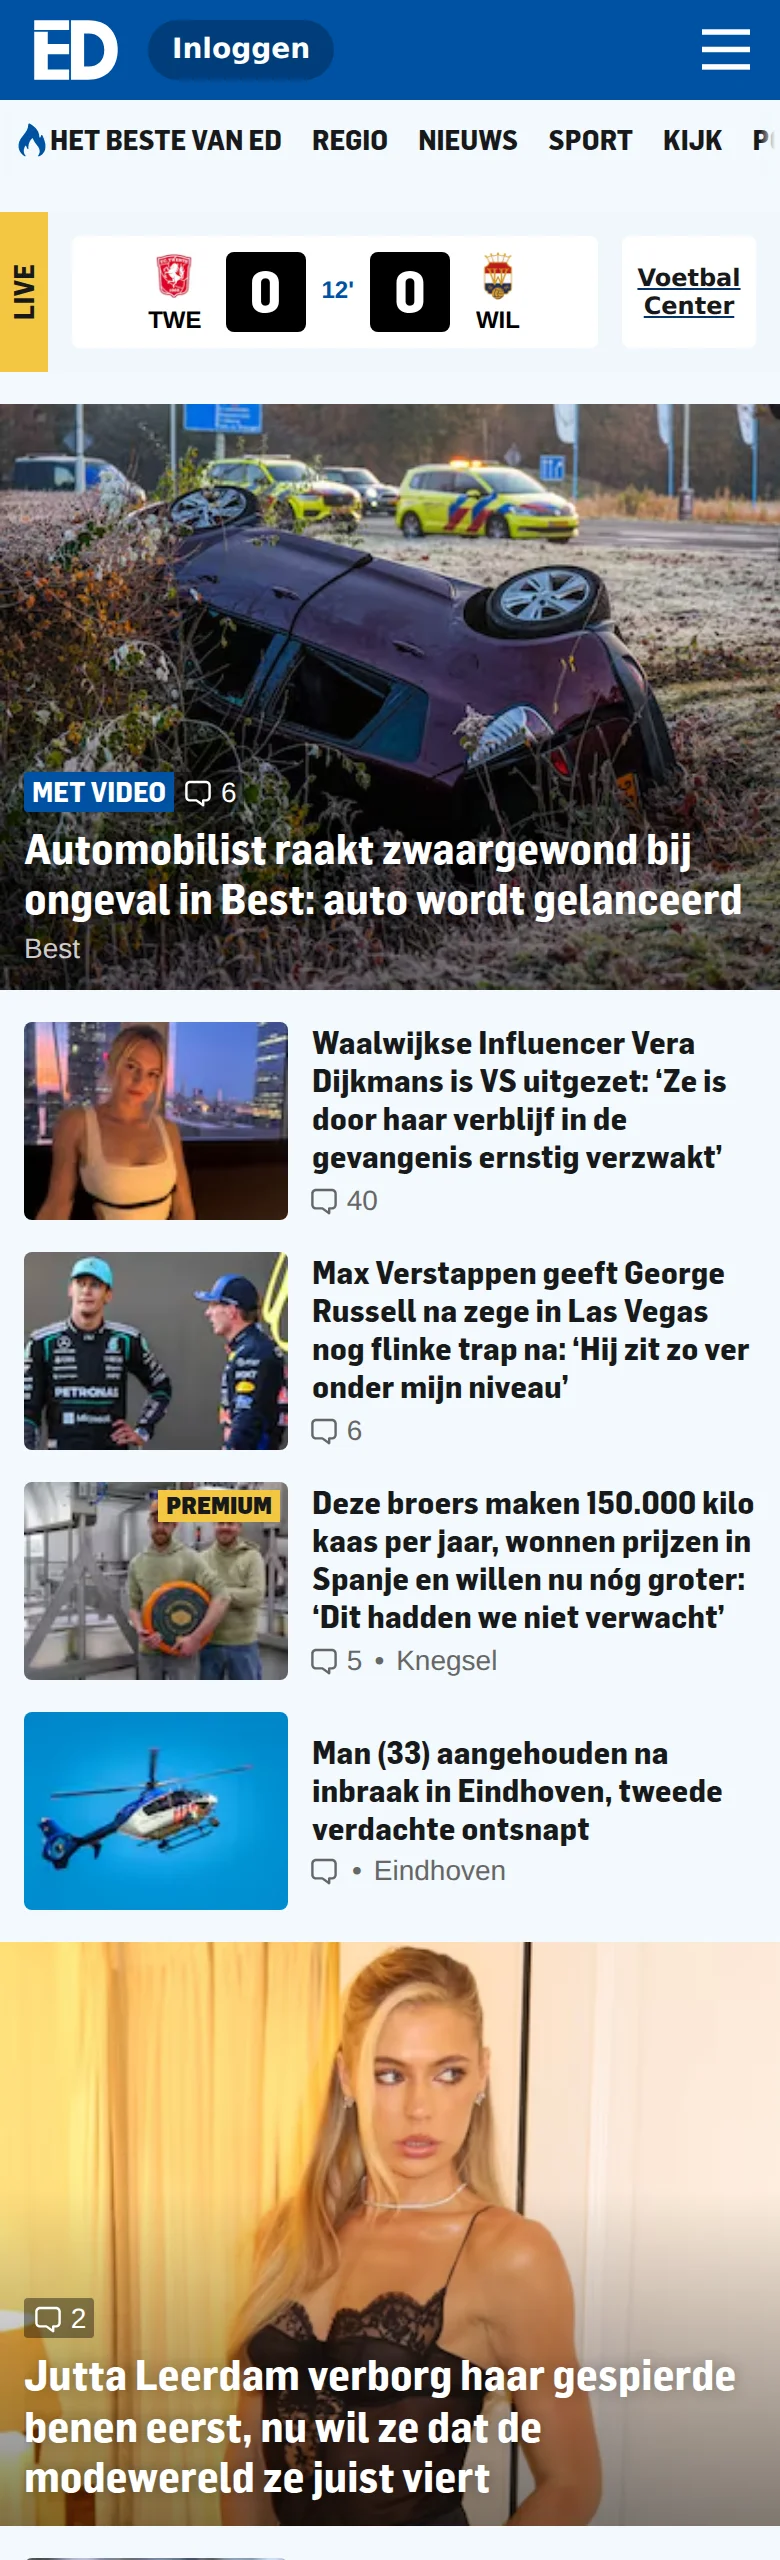 ED
Inloggen
HET BESTE VAN ED REGIO NIEUWS SPORT KIJK
LIVE
TWE
0
12'
0
WIL
Voetbal
Center
MET VIDEO
6
Automobilist raakt zwaargewond bij
ongeval in Best: auto wordt gelanceerd
Best
Waalwijkse Influencer Vera
Dijkmans is VS uitgezet: ‘Ze is
door haar verblijf in de
gevangenis ernstig verzwakt’
40
Max Verstappen geeft George
Russell na zege in Las Vegas
nog flinke trap na: ‘Hij zit zo ver
onder mijn niveau’
6
PETRONAS
Microsoft
PREMIUM
Deze broers maken 150.000 kilo
kaas per jaar, wonnen prijzen in
Spanje en willen nu nóg groter:
‘Dit hadden we niet verwacht’
5 • Knegsel
Man (33) aangehouden na
inbraak in Eindhoven, tweede
verdachte ontsnapt
• Eindhoven
2
Jutta Leerdam verborg haar gespierde
benen eerst, nu wil ze dat de
modewereld ze juist viert